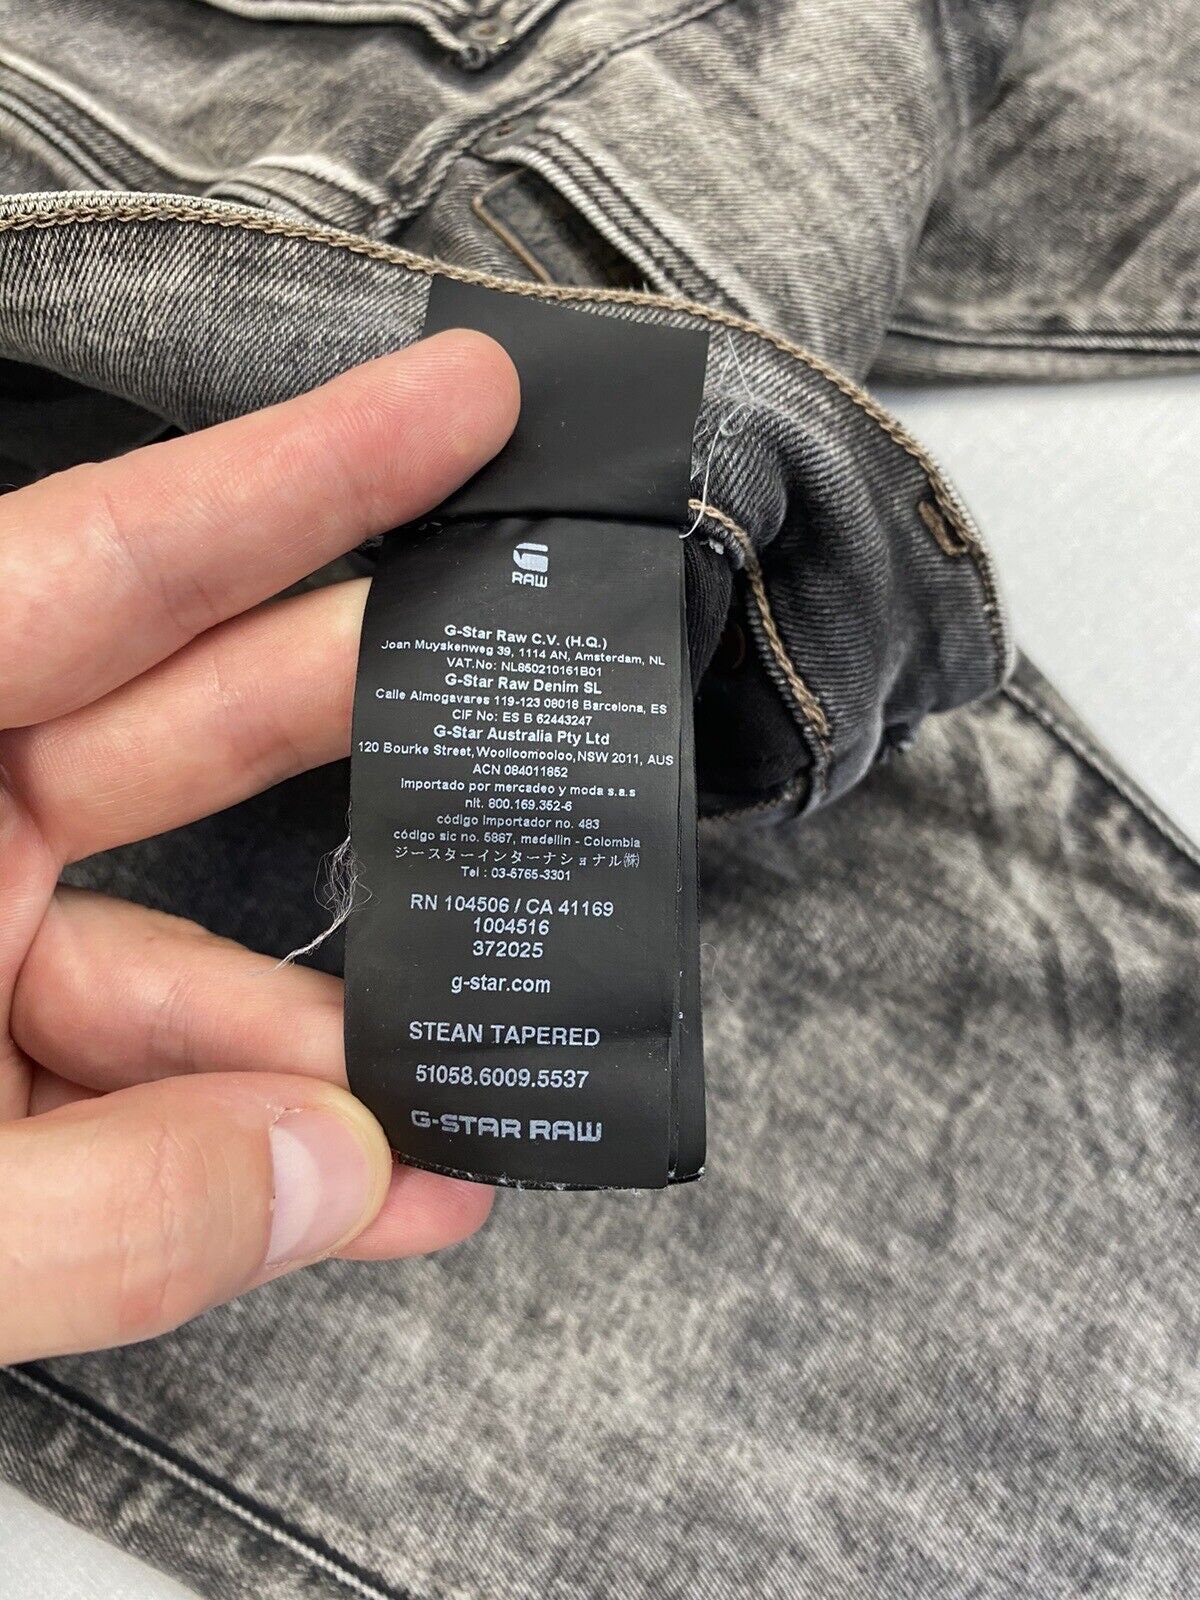 RAW
G-Star Raw C.V. (H.Q.)
Joan Muyskenweg 39, 1114 AN, Amsterdam, NL
VAT.No: NL850210161B01
G-Star Raw Denim SL
Calle Almogavares 119-123 08018 Barcelona, ES
CIF No: ES B 62443247
G-Star Australia Pty Ltd
120 Bourke Street, Woolloomooloo, NSW 2011, AUS
ACN 084011852
Importado por mercadeo y moda s.a.s
nit. 800.169.352-6
código importador no. 483
código sic no. 5887, medellin - Colombia
ジースターインターナショナル㈱
Tel : 03-5765-3301
RN 104506 / CA 41169
1004516
372025
g-star.com
STEAN TAPERED
51058.6009.5537
G-STAR RAW